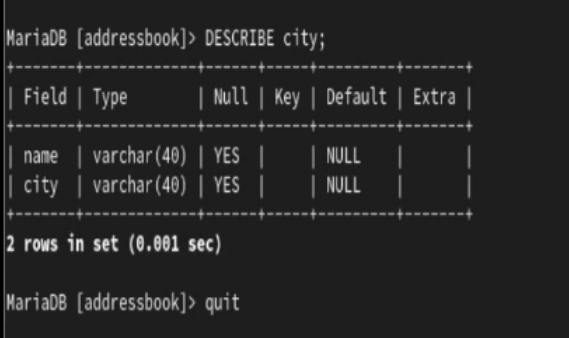 MariaDB [addressbook]> DESCRIBE city;
+-------+-------------+------+-----+---------+-------+
| Field | Type        | Null | Key | Default | Extra |
+-------+-------------+------+-----+---------+-------+
| name  | varchar(40) | YES  |     | NULL    |       |
| city  | varchar(40) | YES  |     | NULL    |       |
+-------+-------------+------+-----+---------+-------+
2 rows in set (0.001 sec)
MariaDB [addressbook]> quit